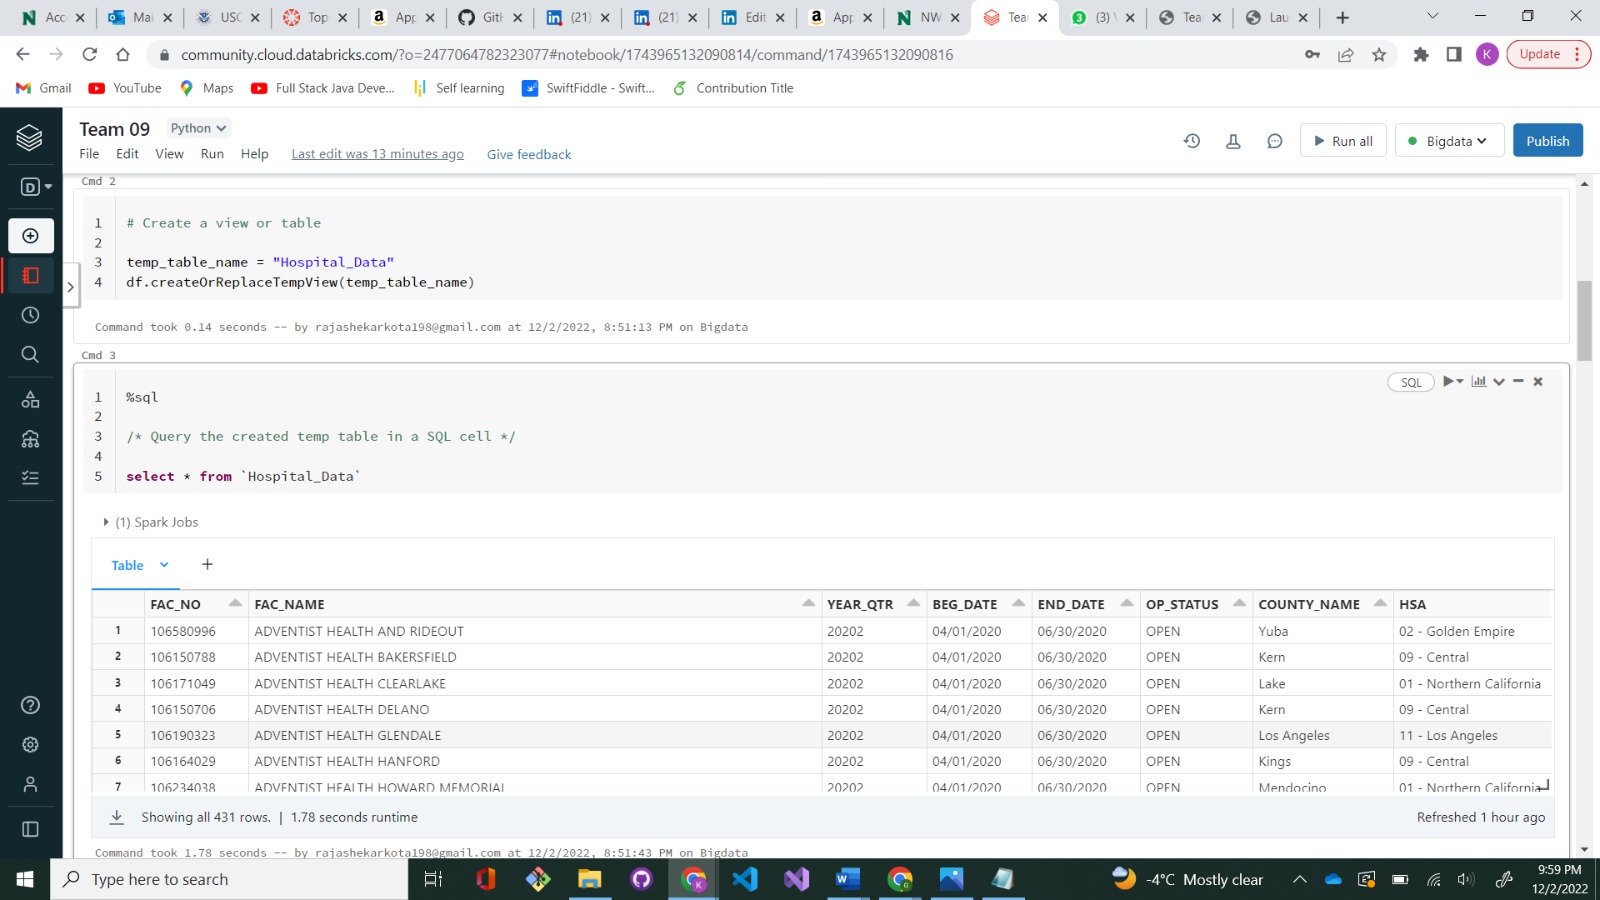 Acc
Mai
USC
Top
App
Gith
(21)
(21)
Edit
App
NW
Tea
(3)
Tea
Lau
community.cloud.databricks.com/?o=2477064782323077#notebook/1743965132090814/command/1743965132090816
K
Update
Gmail
YouTube
Maps
Full Stack Java Deve...
Self learning
SwiftFiddle - Swift...
Contribution Title
Team 09 Python
File Edit View Run Help Last edit was 13 minutes ago Give feedback
Run all
Bigdata
Publish
D
Cmd 2
1 # Create a view or table
2
3 temp_table_name = "Hospital_Data"
4 df.createOrReplaceTempView(temp_table_name)
Command took 0.14 seconds -- by rajashekarkota198@gmail.com at 12/2/2022, 8:51:13 PM on Bigdata
Cmd 3
SQL
1 %sql
2
3 /* Query the created temp table in a SQL cell */
4
5 select * from `Hospital_Data`
(1) Spark Jobs
Table +
FAC_NO FAC_NAME YEAR_QTR BEG_DATE END_DATE OP_STATUS COUNTY_NAME HSA
1 106580996 ADVENTIST HEALTH AND RIDEOUT 20202 04/01/2020 06/30/2020 OPEN Yuba 02 - Golden Empire
2 106150788 ADVENTIST HEALTH BAKERSFIELD 20202 04/01/2020 06/30/2020 OPEN Kern 09 - Central
3 106171049 ADVENTIST HEALTH CLEARLAKE 20202 04/01/2020 06/30/2020 OPEN Lake 01 - Northern California
4 106150706 ADVENTIST HEALTH DELANO 20202 04/01/2020 06/30/2020 OPEN Kern 09 - Central
5 106190323 ADVENTIST HEALTH GLENDALE 20202 04/01/2020 06/30/2020 OPEN Los Angeles 11 - Los Angeles
6 106164029 ADVENTIST HEALTH HANFORD 20202 04/01/2020 06/30/2020 OPEN Kings 09 - Central
7 106234038 ADVENTIST HEALTH HOWARD MEMORIAL 20202 04/01/2020 06/30/2020 OPEN Mendocino 01 - Northern California
Showing all 431 rows. | 1.78 seconds runtime
Refreshed 1 hour ago
Command took 1.78 seconds -- by rajashekarkota198@gmail.com at 12/2/2022, 8:51:43 PM on Bigdata
Type here to search
-4°C Mostly clear
9:59 PM
12/2/2022